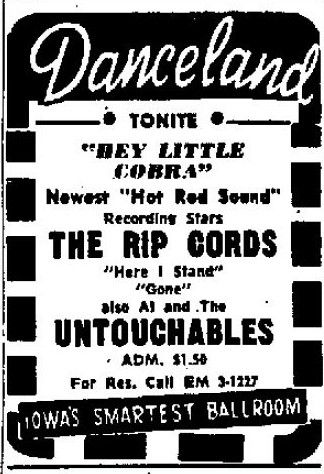 Danceland
TONITE
"HEY LITTLE
COBRA"
Newest "Hot Rod Sound"
Recording Stars
THE RIP CORDS
"Here I Stand"
"Gone"
also Al and The
UNTOUCHABLES
ADM. $1.50
For Res. Call EM 3-1227
IOWA'S SMARTEST BALLROOM